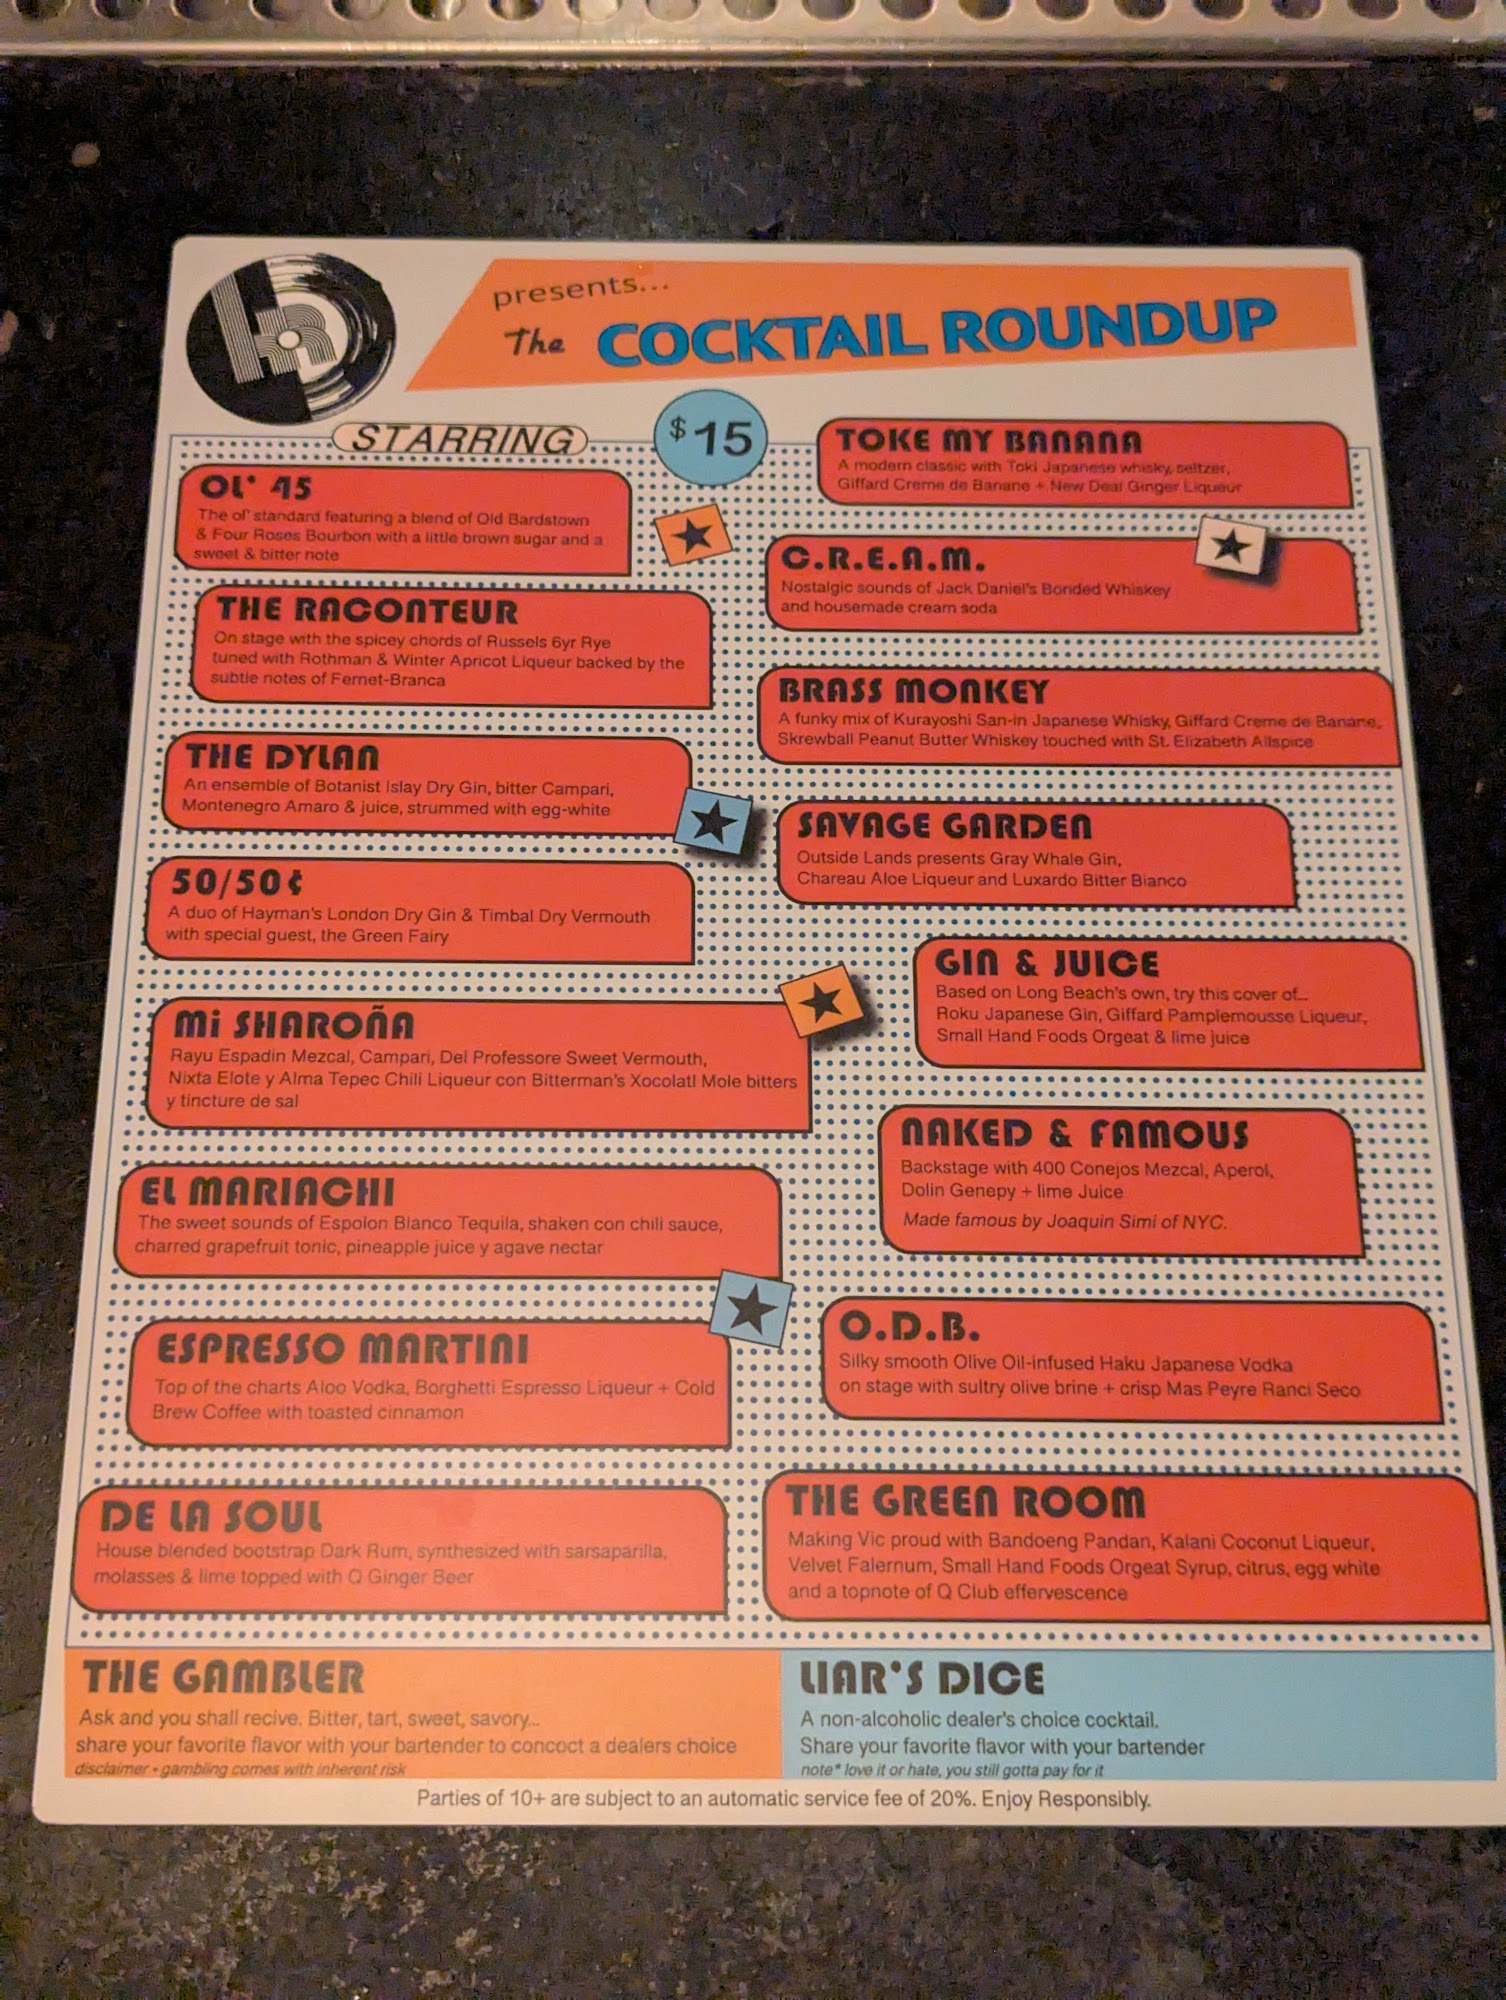 hr
presents...
The COCKTAIL ROUNDUP
STARRING
$15
OL' 45
The ol' standard featuring a blend of Old Bardstown
& Four Roses Bourbon with a little brown sugar and a
sweet & bitter note
THE RACONTEUR
On stage with the spicey chords of Russels 6yr Rye
tuned with Rothman & Winter Apricot Liqueur backed by the
subtle notes of Fernet-Branca
THE DYLAN
An ensemble of Botanist Islay Dry Gin, bitter Campari,
Montenegro Amaro & juice, strummed with egg-white
50/50¢
A duo of Hayman's London Dry Gin & Timbal Dry Vermouth
with special guest, the Green Fairy
Mi SHAROÑA
Rayu Espadin Mezcal, Campari, Del Professore Sweet Vermouth,
Nixta Elote y Alma Tepec Chili Liqueur con Bitterman's Xocolatl Mole bitters
y tincture de sal
EL MARIACHI
The sweet sounds of Espolon Blanco Tequila, shaken con chili sauce,
charred grapefruit tonic, pineapple juice y agave nectar
ESPRESSO MARTINI
Top of the charts Aloo Vodka, Borghetti Espresso Liqueur + Cold
Brew Coffee with toasted cinnamon
DE LA SOUL
House blended bootstrap Dark Rum, synthesized with sarsaparilla,
molasses & lime topped with Q Ginger Beer
TOKE MY BANANA
A modern classic with Toki Japanese whisky, seltzer,
Giffard Creme de Banane + New Deal Ginger Liqueur
C.R.E.A.M.
Nostalgic sounds of Jack Daniel's Bonded Whiskey
and housemade cream soda
BRASS MONKEY
A funky mix of Kurayoshi San-in Japanese Whisky, Giffard Creme de Banane,
Skrewball Peanut Butter Whiskey touched with St. Elizabeth Allspice
SAVAGE GARDEN
Outside Lands presents Gray Whale Gin,
Chareau Aloe Liqueur and Luxardo Bitter Bianco
GIN & JUICE
Based on Long Beach's own, try this cover of...
Roku Japanese Gin, Giffard Pamplemousse Liqueur,
Small Hand Foods Orgeat & lime juice
NAKED & FAMOUS
Backstage with 400 Conejos Mezcal, Aperol,
Dolin Genepy + lime Juice
Made famous by Joaquin Simi of NYC.
O.D.B.
Silky smooth Olive Oil-infused Haku Japanese Vodka
on stage with sultry olive brine + crisp Mas Peyre Ranci Seco
THE GREEN ROOM
Making Vic proud with Bandoeng Pandan, Kalani Coconut Liqueur,
Velvet Falernum, Small Hand Foods Orgeat Syrup, citrus, egg white
and a topnote of Q Club effervescence
THE GAMBLER
Ask and you shall recive. Bitter, tart, sweet, savory...
share your favorite flavor with your bartender to concoct a dealers choice
disclaimer - gambling comes with inherent risk
LIAR'S DICE
A non-alcoholic dealer's choice cocktail.
Share your favorite flavor with your bartender
note* love it or hate, you still gotta pay for it
Parties of 10+ are subject to an automatic service fee of 20%. Enjoy Responsibly.